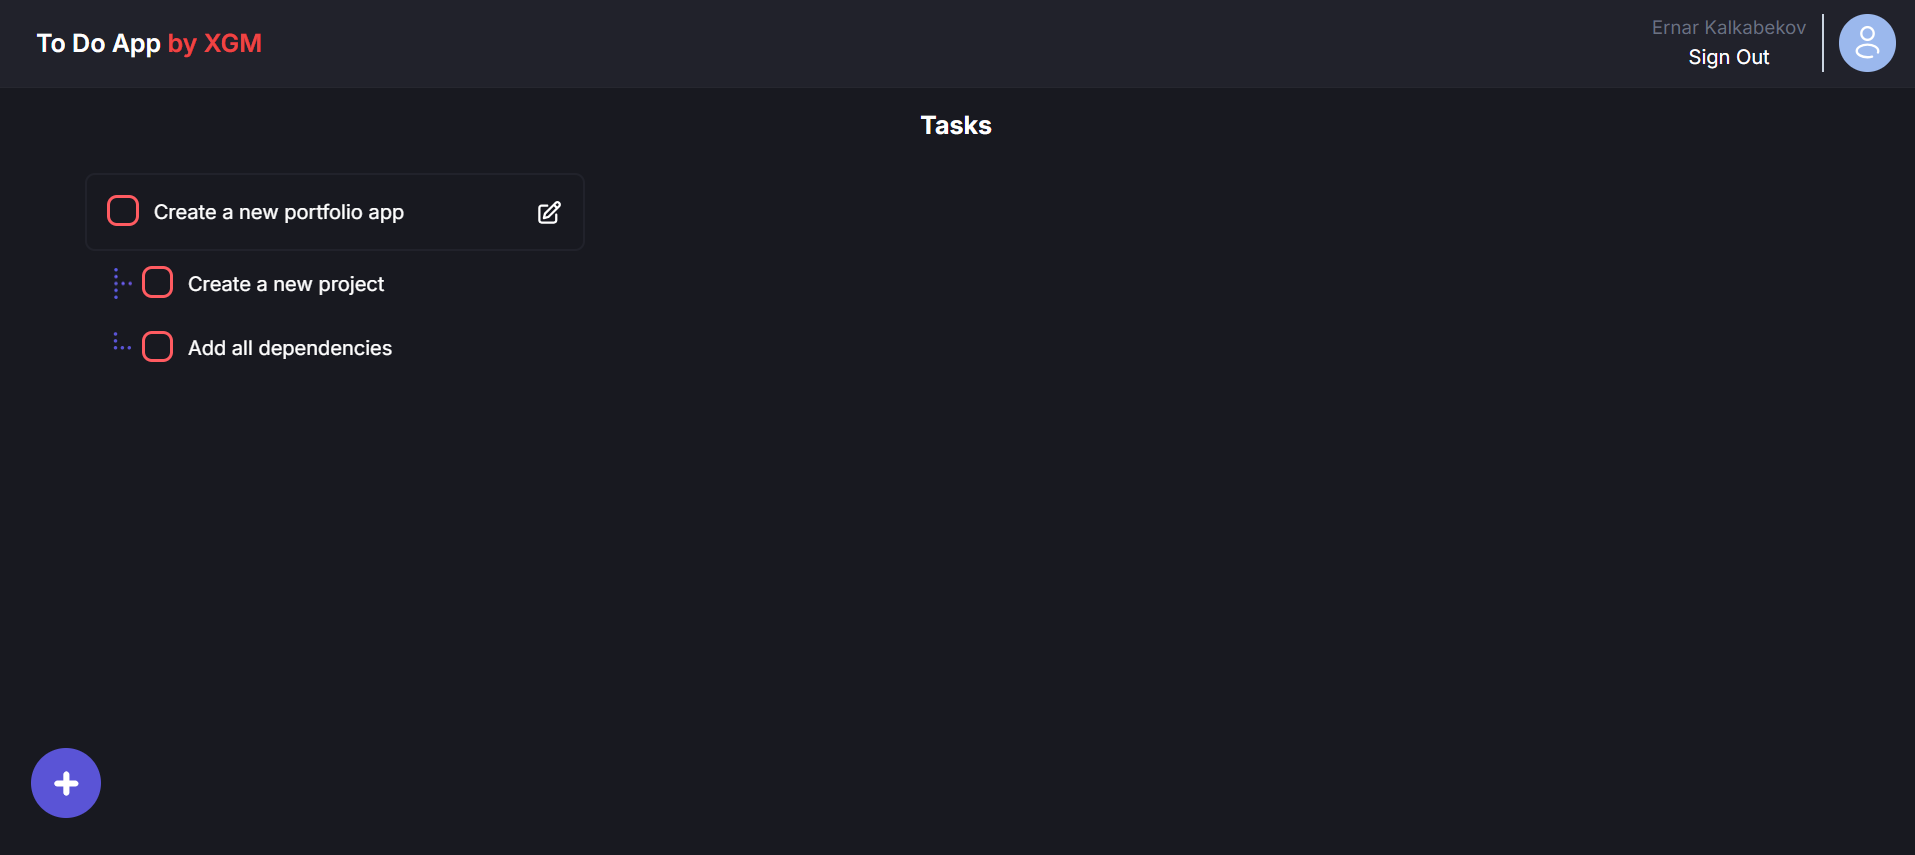 To Do App by XGM
Ernar Kalkabekov
Sign Out
Tasks
Create a new portfolio app
Create a new project
Add all dependencies